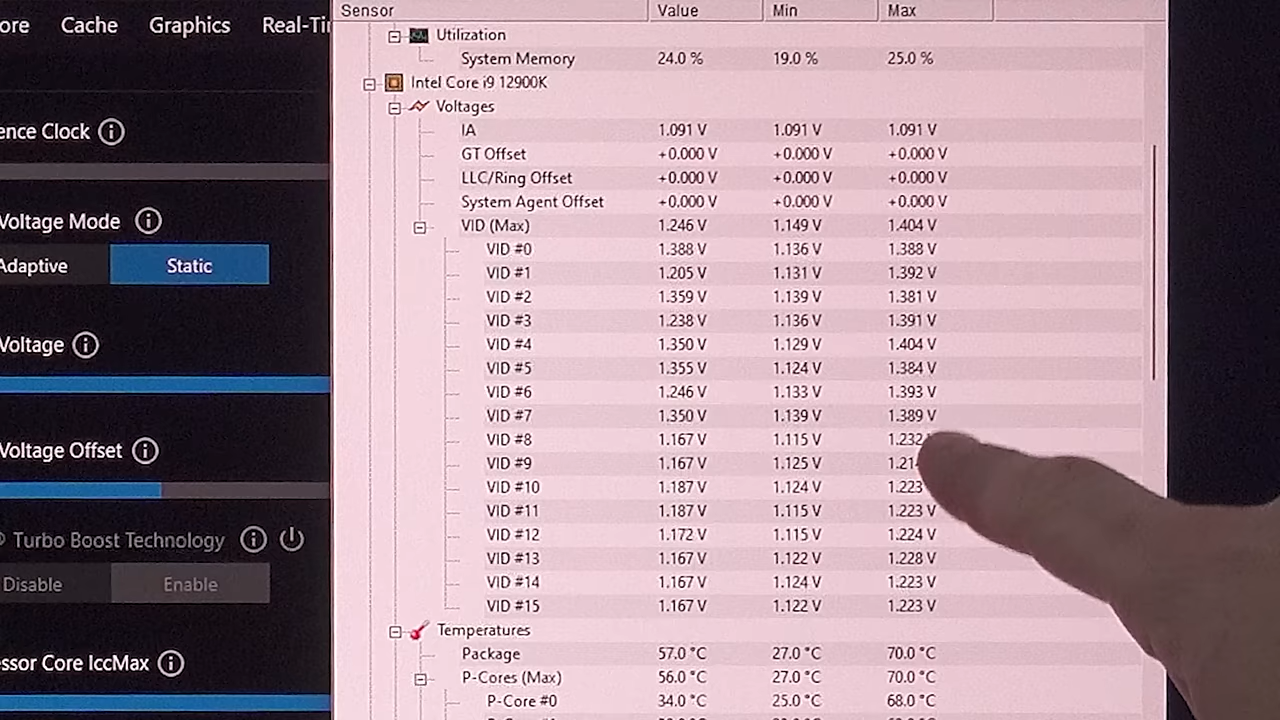 ore Cache Graphics Real-Ti
ence Clock
Voltage Mode
Adaptive Static
Voltage
Voltage Offset
Turbo Boost Technology
Disable Enable
essor Core IccMax
Sensor Value Min Max
Utilization
System Memory 24.0 % 19.0 % 25.0 %
Intel Core i9 12900K
Voltages
IA 1.091 V 1.091 V 1.091 V
GT Offset +0.000 V +0.000 V +0.000 V
LLC/Ring Offset +0.000 V +0.000 V +0.000 V
System Agent Offset +0.000 V +0.000 V +0.000 V
VID (Max) 1.246 V 1.149 V 1.404 V
VID #0 1.388 V 1.136 V 1.388 V
VID #1 1.205 V 1.131 V 1.392 V
VID #2 1.359 V 1.139 V 1.381 V
VID #3 1.238 V 1.136 V 1.391 V
VID #4 1.350 V 1.129 V 1.404 V
VID #5 1.355 V 1.124 V 1.384 V
VID #6 1.246 V 1.133 V 1.393 V
VID #7 1.350 V 1.139 V 1.389 V
VID #8 1.167 V 1.115 V 1.232
VID #9 1.167 V 1.125 V 1.21
VID #10 1.187 V 1.124 V 1.223
VID #11 1.187 V 1.115 V 1.223 V
VID #12 1.172 V 1.115 V 1.224 V
VID #13 1.167 V 1.122 V 1.228 V
VID #14 1.167 V 1.124 V 1.223 V
VID #15 1.167 V 1.122 V 1.223 V
Temperatures
Package 57.0 °C 27.0 °C 70.0 °C
P-Cores (Max) 56.0 °C 27.0 °C 70.0 °C
P-Core #0 34.0 °C 25.0 °C 68.0 °C